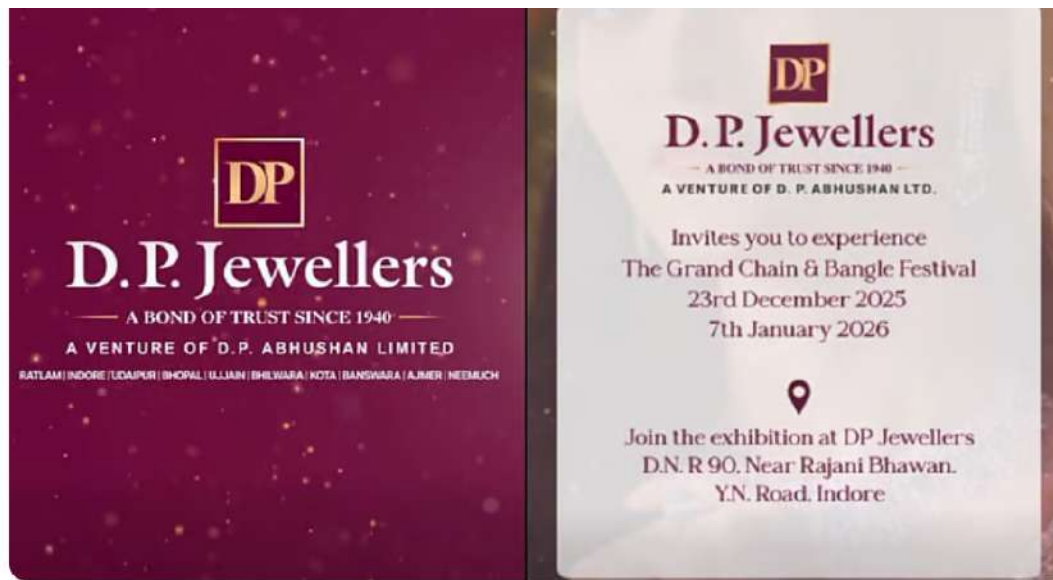 DP
D.P. Jewellers
A BOND OF TRUST SINCE 1940
A VENTURE OF D.P. ABHUSHAN LIMITED
RATLAM | INDORE | UDAIPUR | BHOPAL | UJJAIN | BHILWARA | KOTA | BANSWARA | AJMER | NEEMUCH
DP
D. P. Jewellers
A BOND OF TRUST SINCE 1940
A VENTURE OF D. P. ABHUSHAN LTD.
Invites you to experience
The Grand Chain & Bangle Festival
23rd December 2025
7th January 2026
Join the exhibition at DP Jewellers
D.N. R 90. Near Rajani Bhawan.
Y.N. Road. Indore